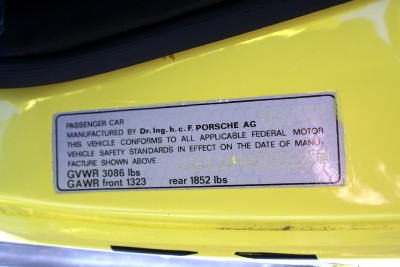 PASSENGER CAR
MANUFACTURED BY Dr. Ing. h. c. F. PORSCHE AG
THIS VEHICLE CONFORMS TO ALL APPLICABLE FEDERAL MOTOR
VEHICLE SAFETY STANDARDS IN EFFECT ON THE DATE OF MANU-
FACTURE SHOWN ABOVE
GVWR 3086 lbs
GAWR front 1323 rear 1852 lbs